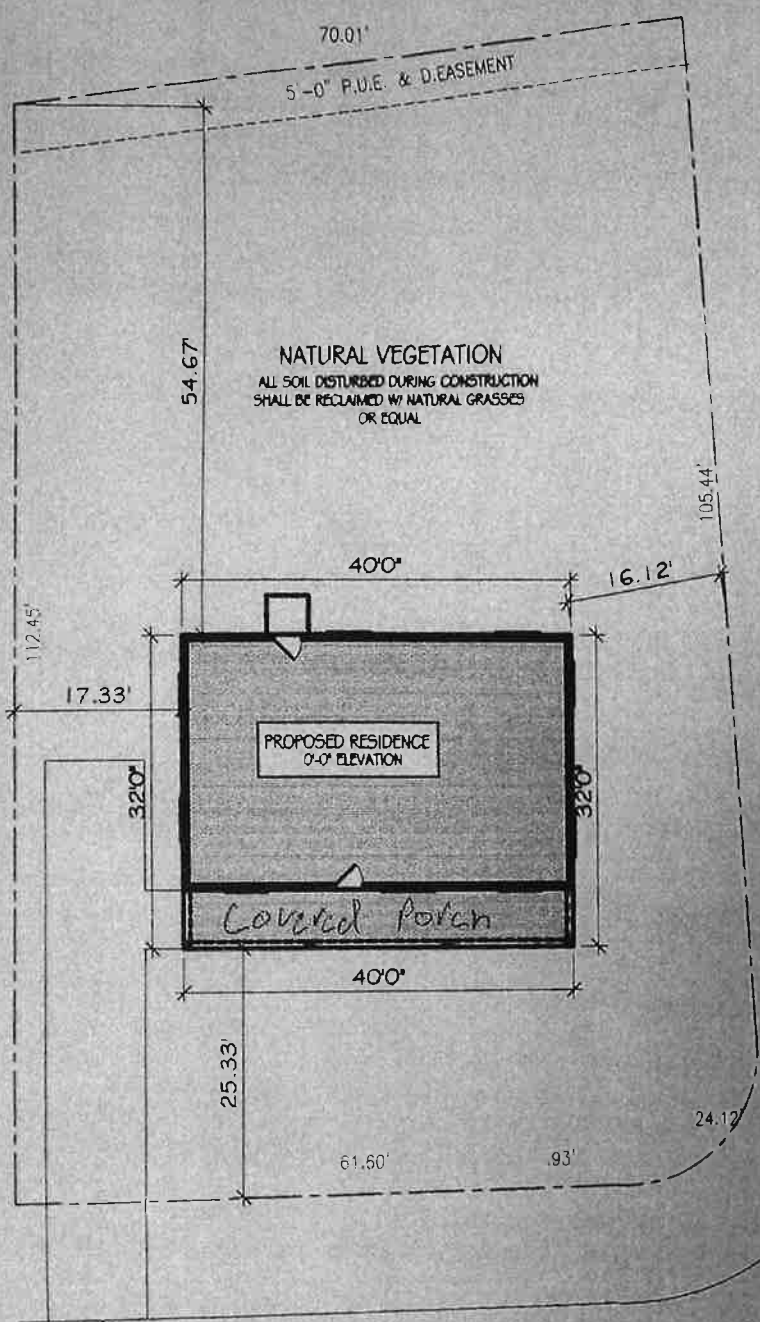 70.01'
5'-0" P.U.E. & D.EASEMENT
54.67'
NATURAL VEGETATION
ALL SOIL DISTURBED DURING CONSTRUCTION
SHALL BE RECLAIMED W/ NATURAL GRASSES
OR EQUAL
105.44'
40'0"
16.12'
112.45'
17.33'
PROPOSED RESIDENCE
0'-0" ELEVATION
32'0"
32'0"
Covered Porch
40'0"
25.33'
24.12'
61.60'
.93'